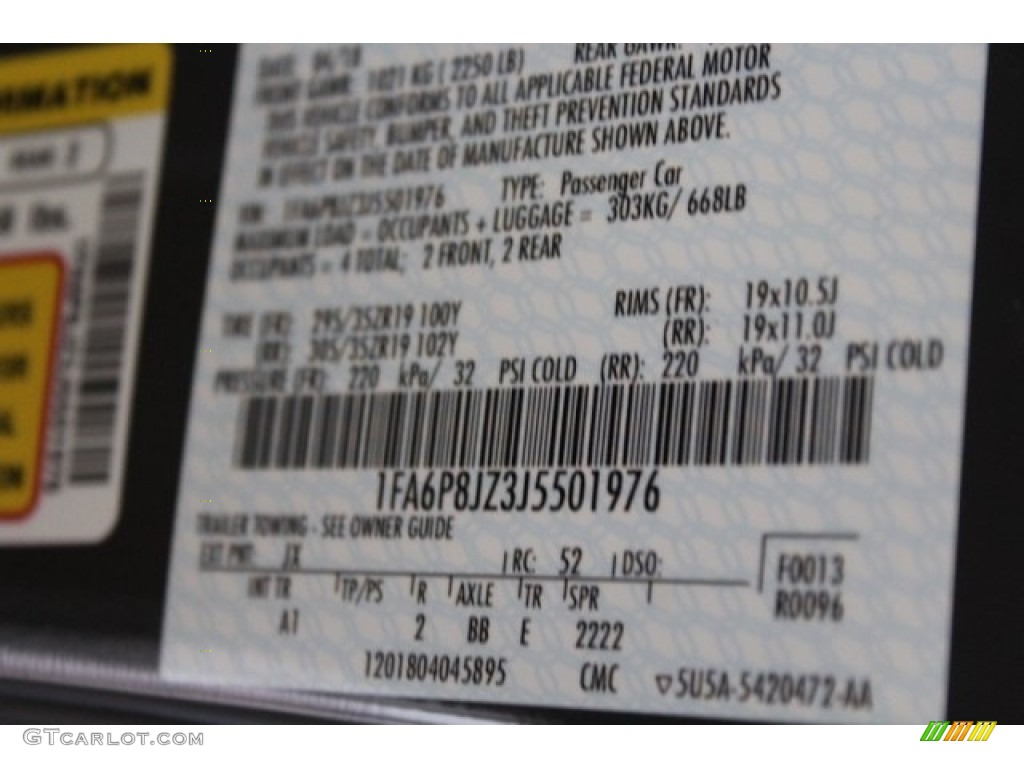 RMATION
DATE: 04/18
FRONT GAWR: 1021 KG ( 2250 LB) REAR GAWR:
THIS VEHICLE CONFORMS TO ALL APPLICABLE FEDERAL MOTOR
VEHICLE SAFETY, BUMPER, AND THEFT PREVENTION STANDARDS
IN EFFECT ON THE DATE OF MANUFACTURE SHOWN ABOVE.
VIN: 1FA6P8JZ3J5501976 TYPE: Passenger Car
MAXIMUM LOAD = OCCUPANTS + LUGGAGE = 303KG/ 668LB
OCCUPANTS = 4 TOTAL; 2 FRONT, 2 REAR
TIRE (FR): 295/35ZR19 100Y RIMS (FR): 19x10.5J
(RR): 305/35ZR19 102Y (RR): 19x11.0J
PRESSURE (FR): 220 kPa/ 32 PSI COLD (RR): 220 kPa/ 32 PSI COLD
1FA6P8JZ3J5501976
TRAILER TOWING - SEE OWNER GUIDE
EXT PNT: JX RC: 52 DSO:
F0013
R0096
INT TR TP/PS R AXLE TR SPR
A1 2 BB E 2222
1201804045895 CMC ▽5U5A-5420472-AA
lbs.
GTCARLOT.COM